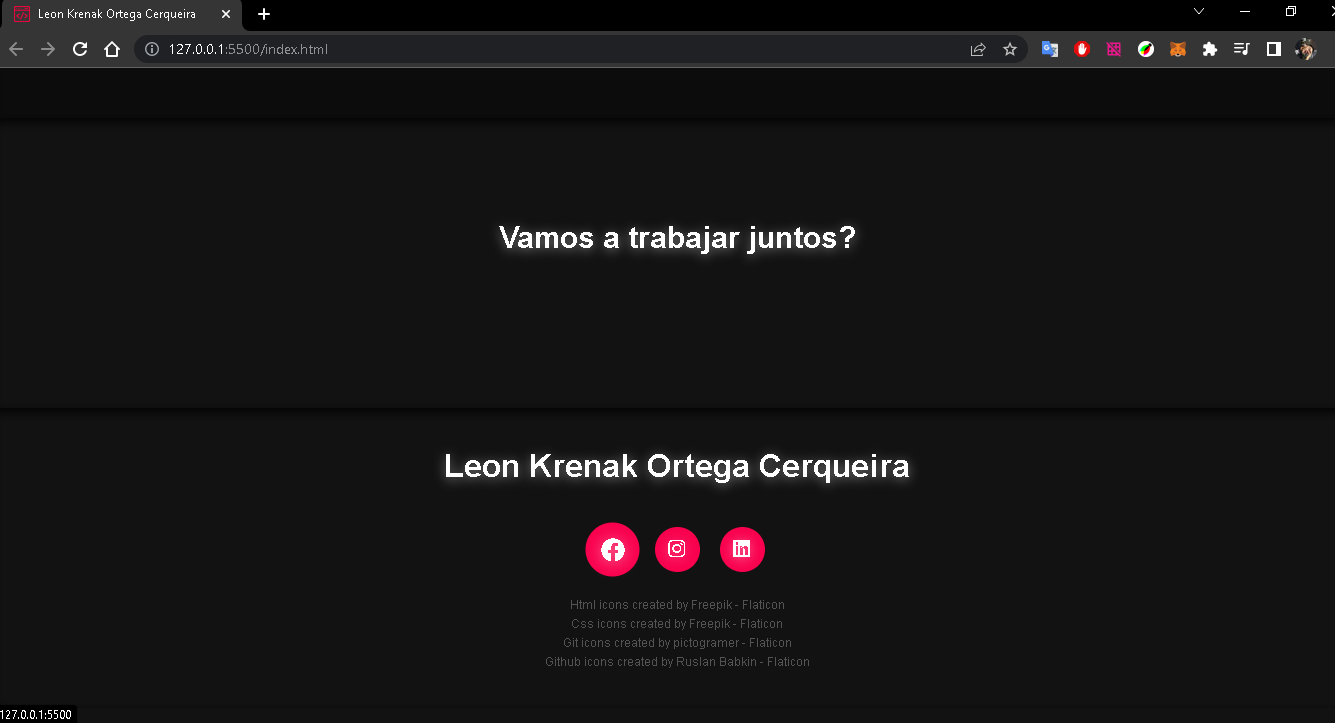 Leon Krenak Ortega Cerqueira
127.0.0.1:5500/index.html
Vamos a trabajar juntos?
Leon Krenak Ortega Cerqueira
Html icons created by Freepik - Flaticon
Css icons created by Freepik - Flaticon
Git icons created by pictogramer - Flaticon
Github icons created by Ruslan Babkin - Flaticon
127.0.0.1:5500